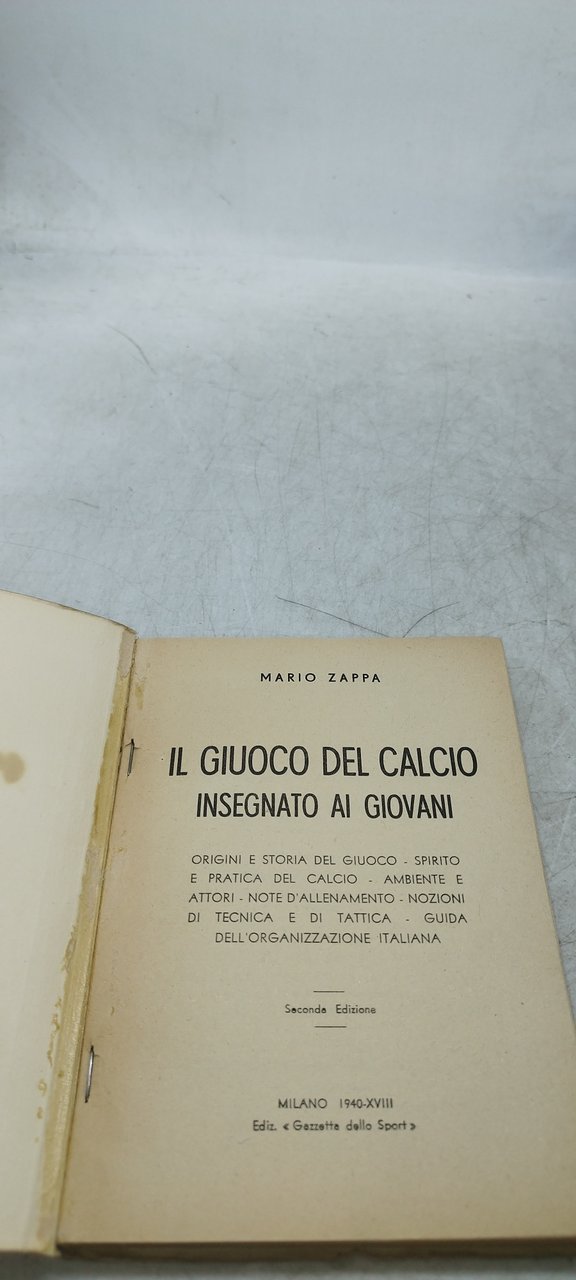 MARIO ZAPPA
IL GIUOCO DEL CALCIO
INSEGNATO AI GIOVANI
ORIGINI E STORIA DEL GIUOCO - SPIRITO
E PRATICA DEL CALCIO - AMBIENTE E
ATTORI - NOTE D'ALLENAMENTO - NOZIONI
DI TECNICA E DI TATTICA - GUIDA
DELL'ORGANIZZAZIONE ITALIANA
Seconda Edizione
MILANO 1940-XVIII
Ediz. « Gazzetta dello Sport »